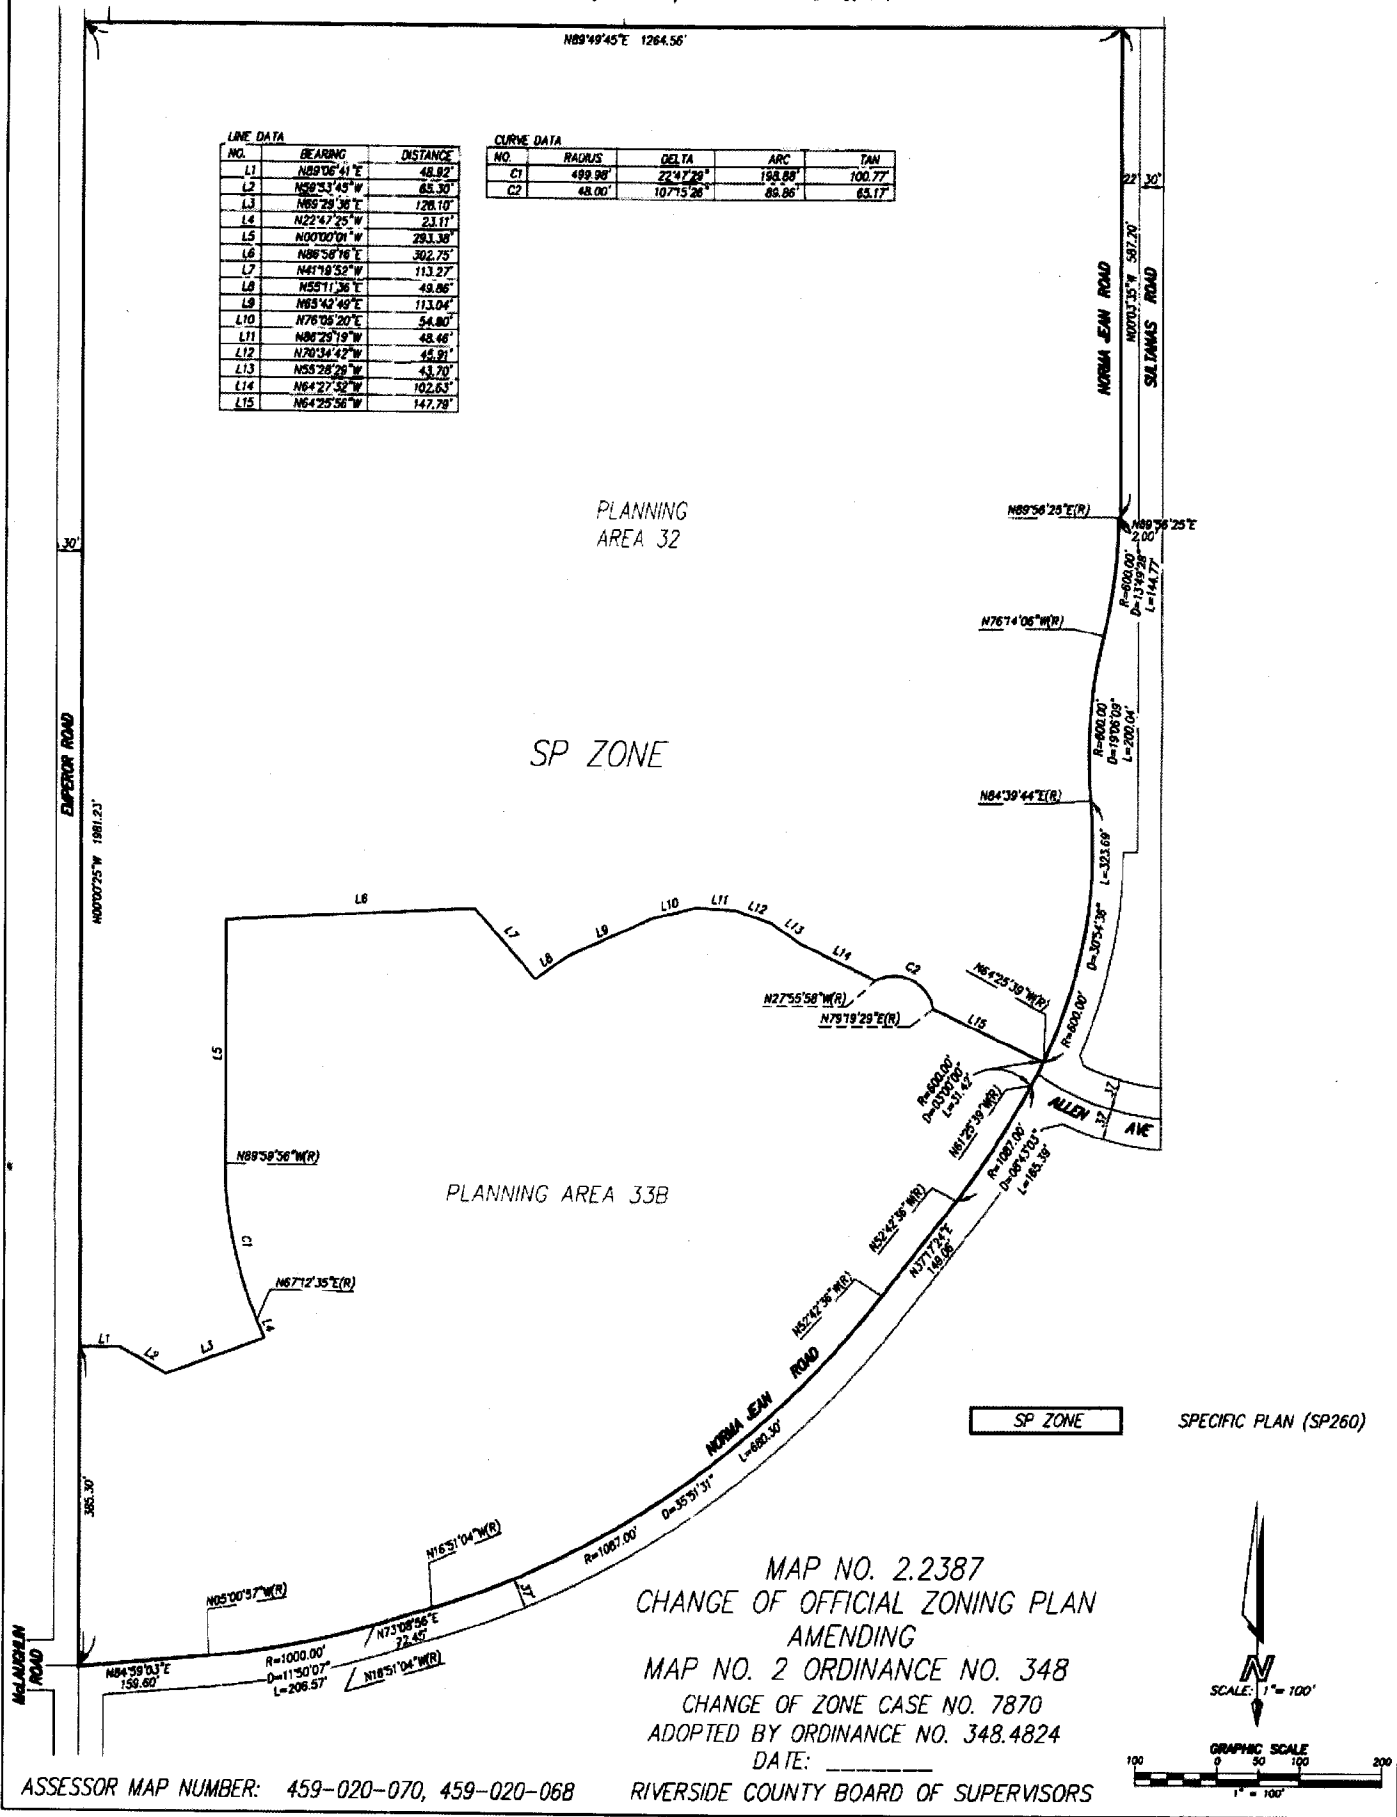 N89°49'45"E 1264.56'
LINE DATA
NO. BEARING DISTANCE
L1 N89°06'41"E 48.92'
L2 N59°53'45"W 65.30'
L3 N69°29'36"E 128.10'
L4 N22°47'25"W 23.11'
L5 N00°00'01"W 293.38'
L6 N86°58'16"E 302.75'
L7 N41°19'52"W 113.27'
L8 N55°11'36"E 49.86'
L9 N65°42'49"E 113.04'
L10 N76°05'20"E 54.80'
L11 N86°29'19"W 48.46'
L12 N70°34'42"W 45.91'
L13 N55°28'29"W 43.70'
L14 N64°27'32"W 102.63'
L15 N64°25'56"W 147.79'
CURVE DATA
NO. RADIUS DELTA ARC TAN
C1 499.98' 22°47'29" 198.88' 100.77'
C2 48.00' 107°15'26" 89.86' 65.17'
22' 30'
NORMA JEAN ROAD
N00°03'35"W 597.20'
SULTANAS ROAD
PLANNING
AREA 32
N89°56'25"E(R)
N89°56'25"E
2.00'
30'
R=600.00'
D=13°49'28"
L=144.77'
N76°14'06"W(R)
R=600.00'
D=19°06'09"
L=200.04'
EMPEROR ROAD
SP ZONE
N84°39'44"E(R)
N00°00'25"W 1981.23'
L=323.69'
D=30°54'36"
R=600.00'
L6
L7
L8
L9
L10
L11
L12
L13
L14
C2
N64°25'39"W(R)
N27°55'58"W(R)
N79°19'29"E(R)
L15
L5
R=600.00'
D=03°00'00"
L=31.42'
N61°25'39"W(R)
ALLEN AVE
32' 32'
R=1087.00'
D=08°43'03"
L=165.39'
N89°59'56"W(R)
PLANNING AREA 33B
N52°42'36"W(R)
N37°17'24"E
149.06'
C1
N67°12'35"E(R)
N52°42'36"W(R)
L4
L1
L2
L3
NORMA JEAN ROAD
SP ZONE
SPECIFIC PLAN (SP260)
L=680.30'
D=35°51'31"
R=1087.00'
385.30'
N16°51'04"W(R)
37'
N05°00'57"W(R)
N73°08'56"E
22.45'
McLAUGHLIN
ROAD
N84°59'03"E
159.60'
R=1000.00'
D=11°50'07"
L=206.57'
N16°51'04"W(R)
MAP NO. 2.2387
CHANGE OF OFFICIAL ZONING PLAN
AMENDING
MAP NO. 2 ORDINANCE NO. 348
CHANGE OF ZONE CASE NO. 7870
ADOPTED BY ORDINANCE NO. 348.4824
DATE: ________
RIVERSIDE COUNTY BOARD OF SUPERVISORS
N
SCALE: 1"= 100'
GRAPHIC SCALE
100 0 50 100 200
1" = 100'
ASSESSOR MAP NUMBER: 459-020-070, 459-020-068